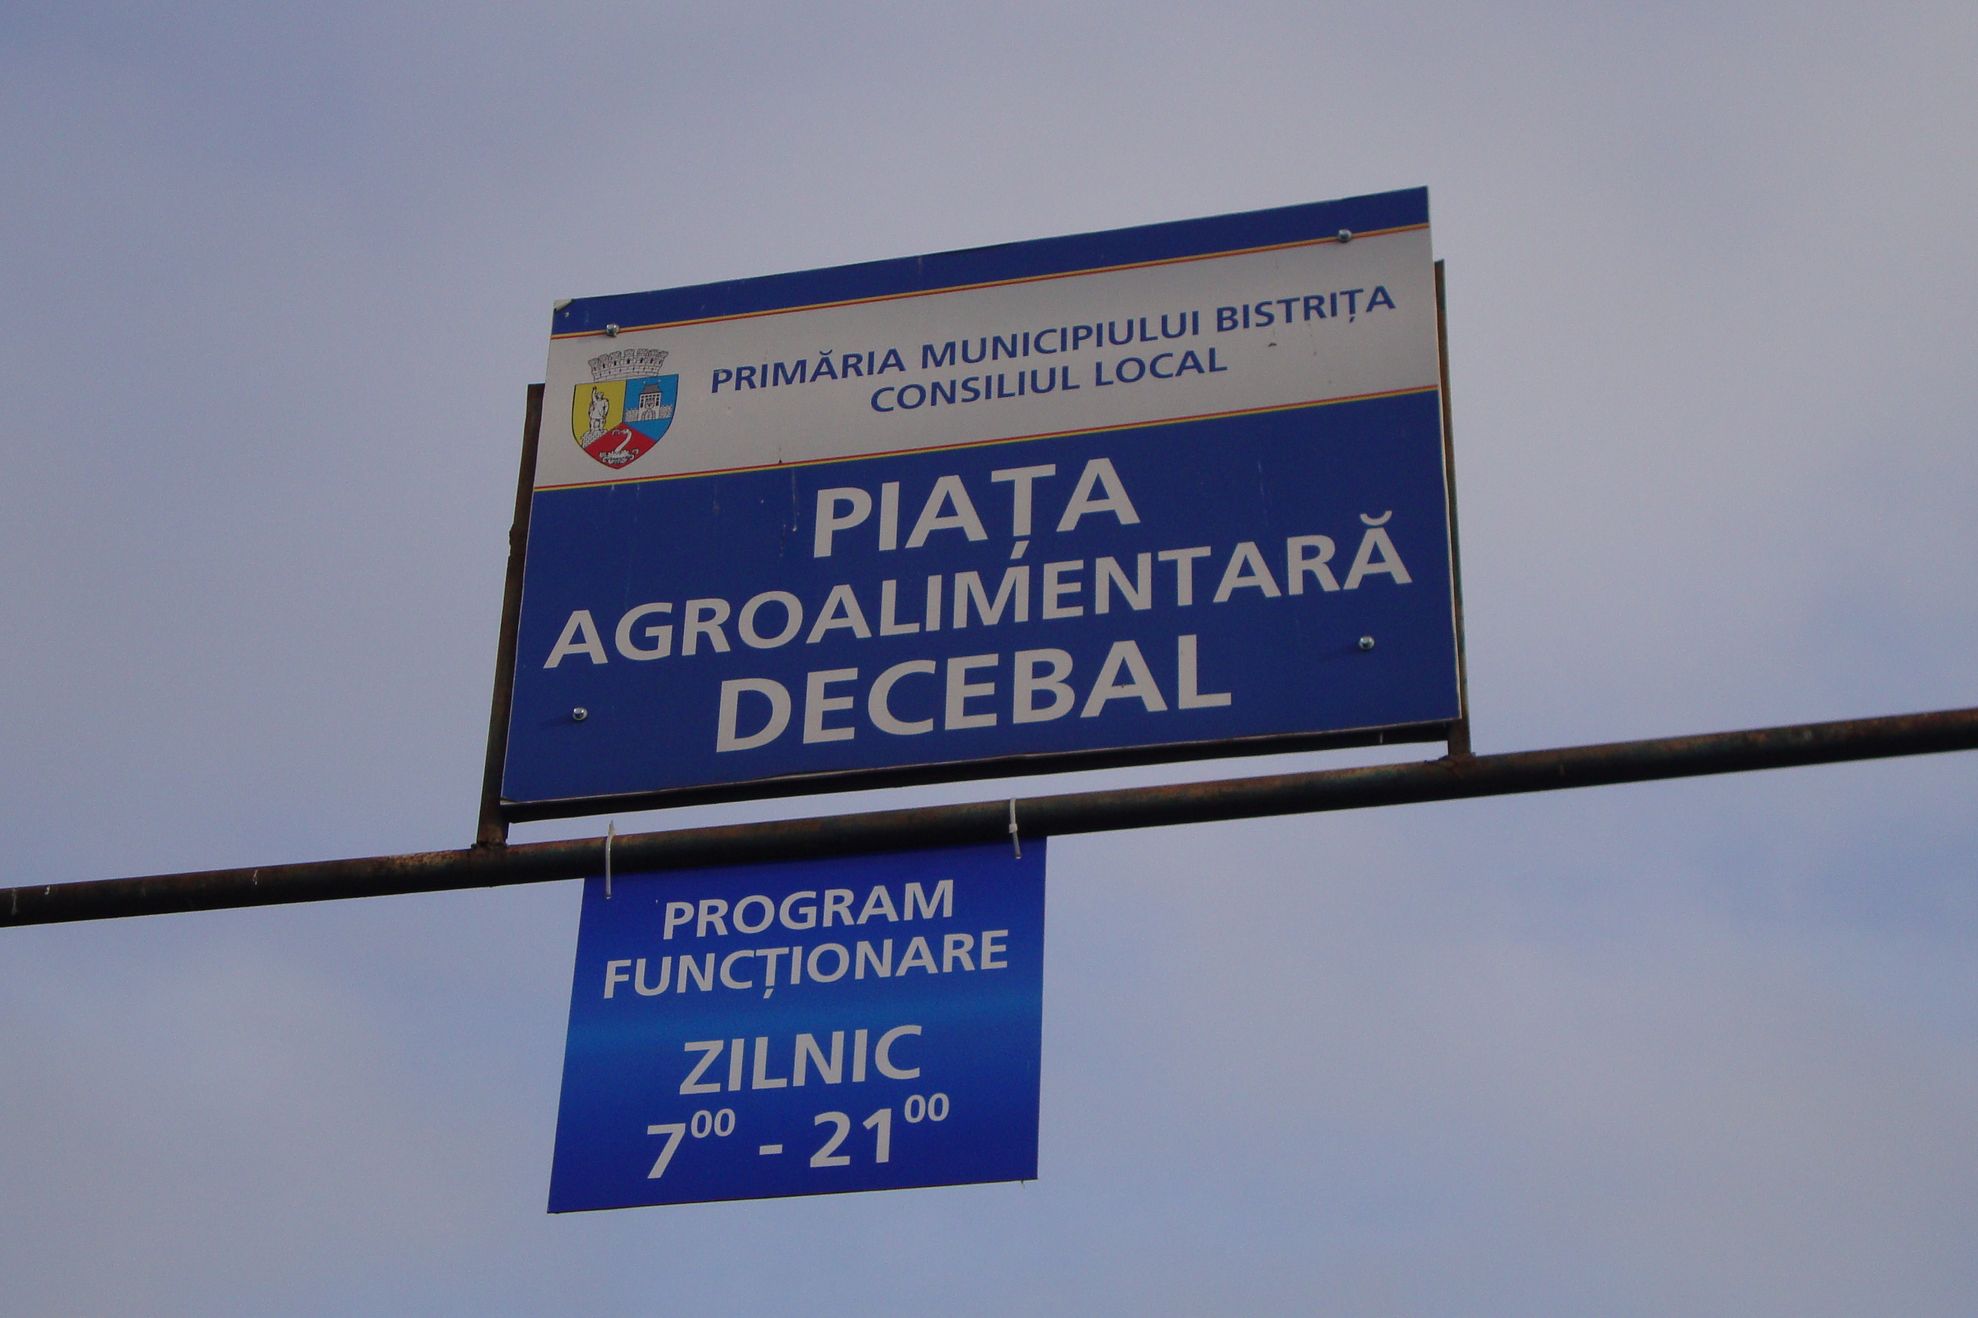 PRIMĂRIA MUNICIPIULUI BISTRIȚA
CONSILIUL LOCAL
PIAȚA
AGROALIMENTARĂ
DECEBAL
PROGRAM
FUNCȚIONARE
ZILNIC
7⁰⁰ - 21⁰⁰